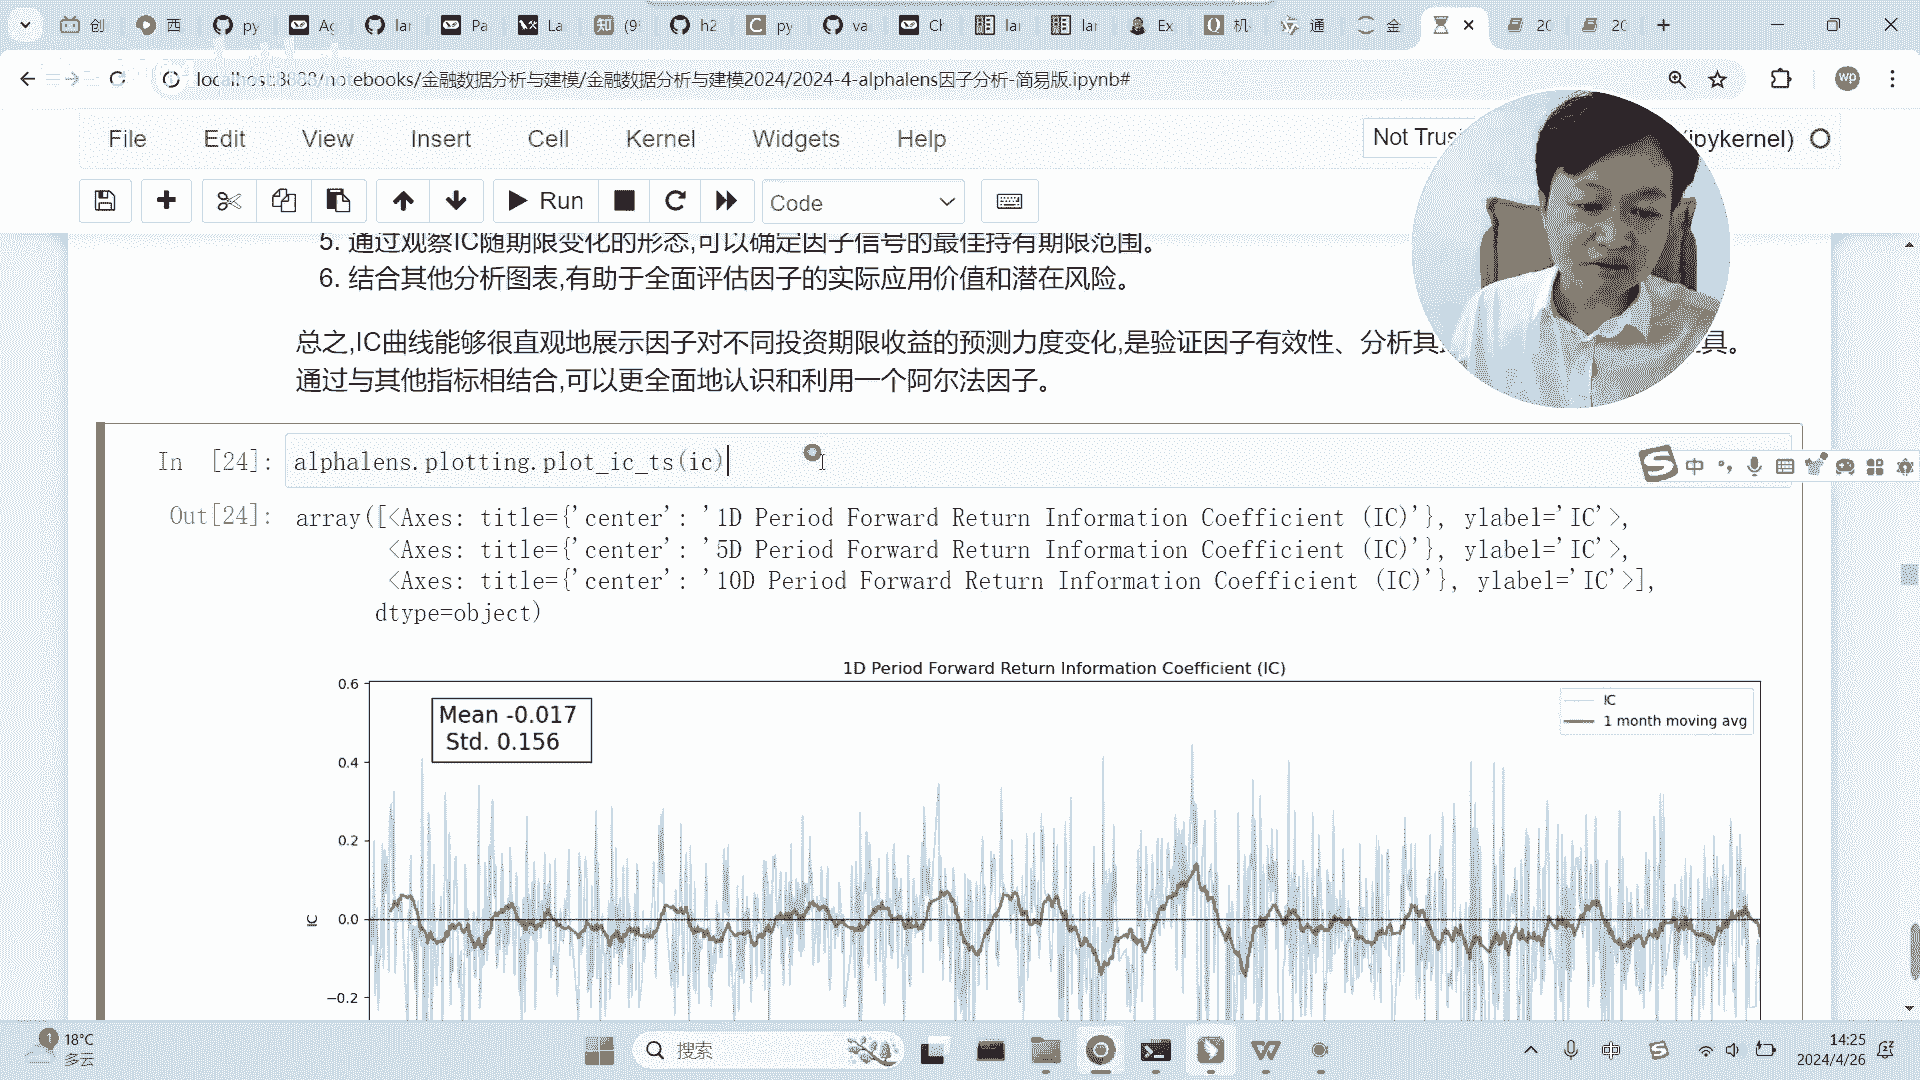 创 西 py Ag lar Pa La (9 h2 py va Ch lar lar Ex 机 通 金 20 20
localhost:8888/notebooks/金融数据分析与建模/金融数据分析与建模2024/2024-4-alphalens因子分析-简易版.ipynb#
wp
File Edit View Insert Cell Kernel Widgets Help
Not Trus
(ipykernel)
Run
Code
5. 通过观察IC随期限变化的形态,可以确定因子信号的最佳持有期限范围。
6. 结合其他分析图表,有助于全面评估因子的实际应用价值和潜在风险。
总之,IC曲线能够很直观地展示因子对不同投资期限收益的预测力度变化,是验证因子有效性、分析其 具。
通过与其他指标相结合,可以更全面地认识和利用一个阿尔法因子。
In [24]: alphalens.plotting.plot_ic_ts(ic)
中
Out[24]: array([<Axes: title={'center': '1D Period Forward Return Information Coefficient (IC)'}, ylabel='IC'>,
<Axes: title={'center': '5D Period Forward Return Information Coefficient (IC)'}, ylabel='IC'>,
<Axes: title={'center': '10D Period Forward Return Information Coefficient (IC)'}, ylabel='IC'>],
dtype=object)
1D Period Forward Return Information Coefficient (IC)
0.6
Mean -0.017
Std. 0.156
IC
1 month moving avg
0.4
0.2
0.0
IC
−0.2
1
18°C
多云
搜索
中
14:25
2024/4/26